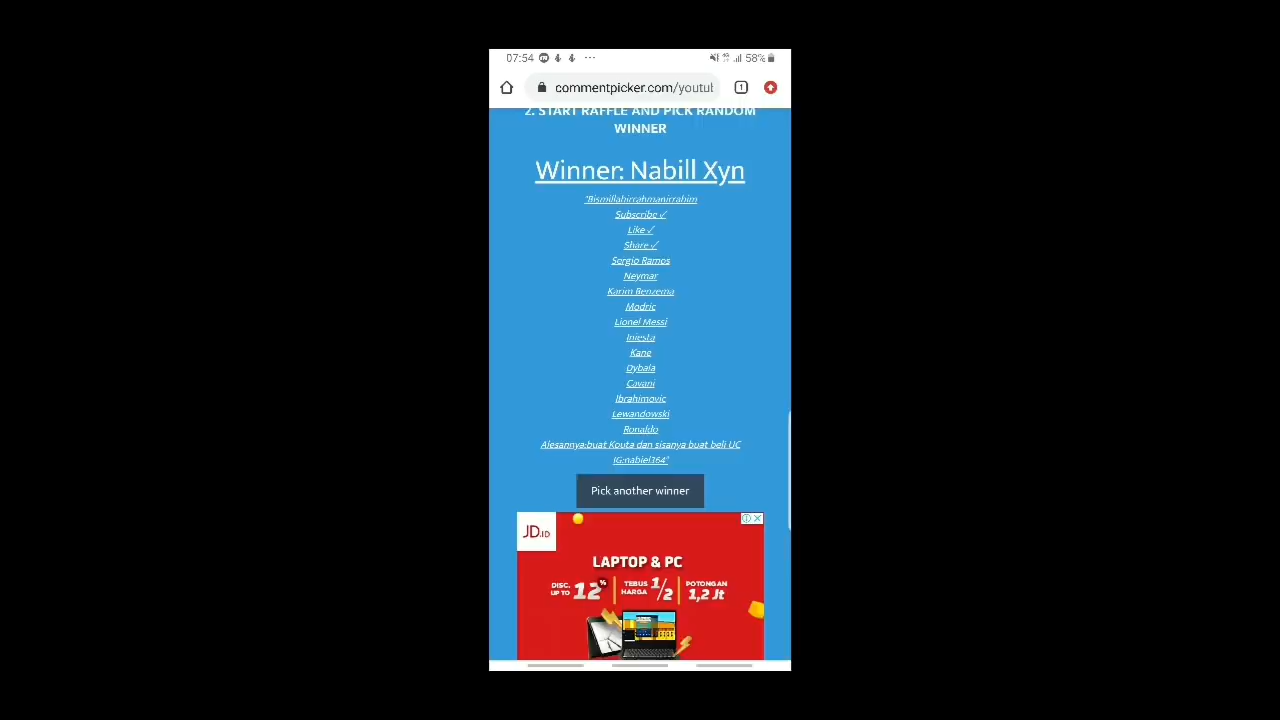 07:54 58%
commentpicker.com/youtul
2. START RAFFLE AND PICK RANDOM
WINNER
Winner: Nabill Xyn
"Bismillahirrahmanirrahim
Subscribe ✓
Like ✓
Share ✓
Sergio Ramos
Neymar
Karim Benzema
Modric
Lionel Messi
Iniesta
Kane
Dybala
Cavani
Ibrahimovic
Lewandowski
Ronaldo
Alesannya:buat Kouta dan sisanya buat beli UC
IG:nabiel364"
Pick another winner
JD.ID
LAPTOP & PC
DISC. UP TO 12% TEBUS HARGA 1/2 POTONGAN 1,2 Jt